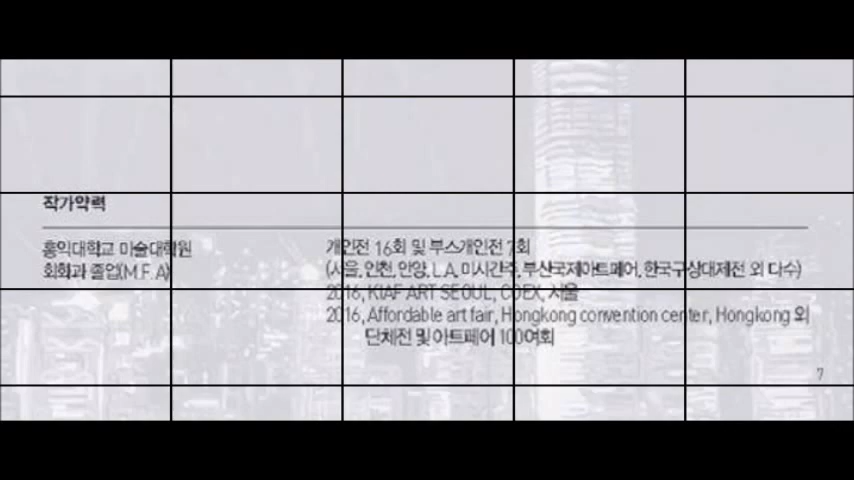 작가약력
홍익대학교 미술대학원
회화과 졸업(M.F.A)
개인전 16회 및 부스개인전 7회
(서울, 인천, 안양, L.A, 미시간주, 부산국제아트페어, 한국구상대제전 외 다수)
2016, KIAF ART SEOUL, COEX, 서울
2016, Affordable art fair, Hongkong convention center, Hongkong 외
단체전 및 아트페어 100여회
7